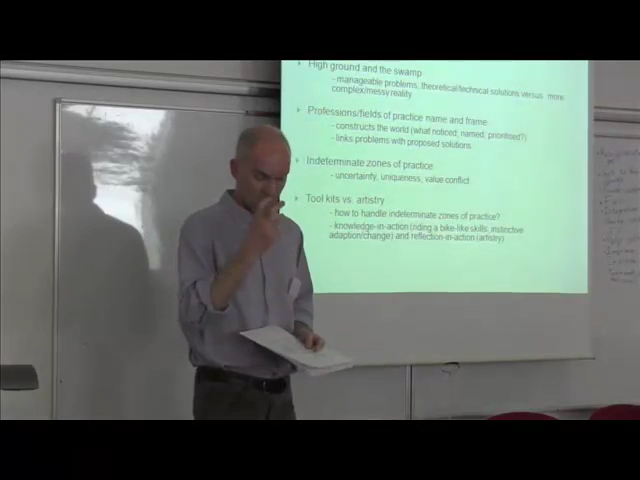 High ground and the swamp
- manageable problems, theoretical/technical solutions versus more
complex/messy reality
Professions/fields of practice name and frame
- constructs the world (what noticed, named, prioritised?)
- links problems with proposed solutions.
Indeterminate zones of practice:
- uncertainty, uniqueness, value conflict
Tool kits vs. artistry
- how to handle indeterminate zones of practice?
- knowledge-in-action (riding a bike-like skills, instinctive
adaption/change) and reflection-in-action (artistry)